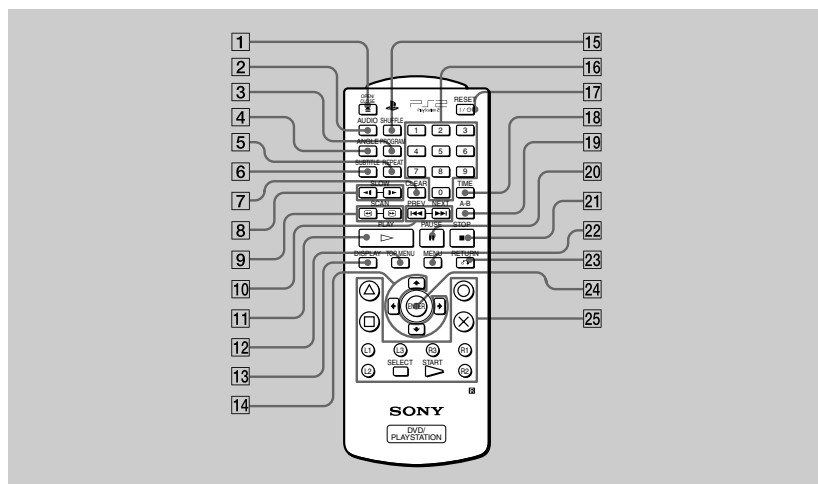 1
2
3
4
5
6
7
8
9
10
11
12
13
14
15
16
17
18
19
20
21
22
23
24
25
OPEN/
CLOSE
RESET
PlayStation 2
AUDIO SHUFFLE
1 2 3
ANGLE PROGRAM
4 5 6
SUBTITLE REPEAT
7 8 9
SLOW CLEAR 0 TIME
SCAN PREV NEXT A-B
PLAY PAUSE STOP
DISPLAY TOP MENU MENU RETURN
ENTER
L1 L3 R3 R1
SELECT START
L2 R2
R
SONY
DVD/
PLAYSTATION